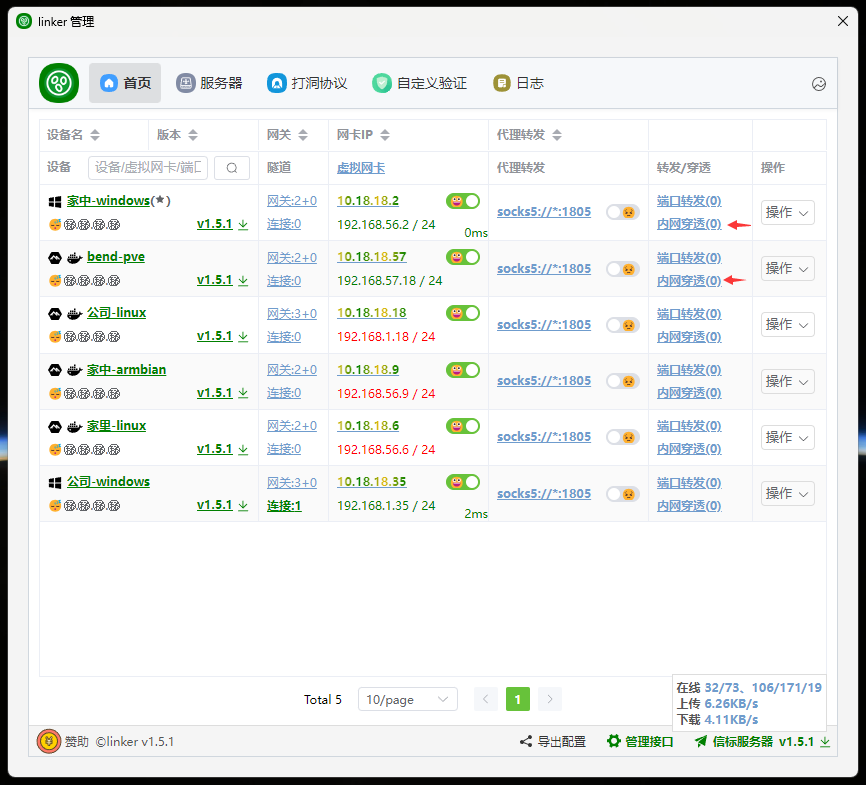 linker 管理
首页 服务器 打洞协议 自定义验证 日志
设备名 版本 网关 网卡IP 代理转发
设备 设备/虚拟网卡/端口 隧道 虚拟网卡 代理转发 转发/穿透 操作
家中-windows(★) 网关:2+0 10.18.18.2 socks5://*:1805 端口转发(0) 操作
v1.5.1 连接:0 192.168.56.2 / 24 0ms 内网穿透(0)
bend-pve 网关:2+0 10.18.18.57 socks5://*:1805 端口转发(0) 操作
v1.5.1 连接:0 192.168.57.18 / 24 内网穿透(0)
公司-linux 网关:3+0 10.18.18.18 socks5://*:1805 端口转发(0) 操作
v1.5.1 连接:0 192.168.1.18 / 24 内网穿透(0)
家中-armbian 网关:2+0 10.18.18.9 socks5://*:1805 端口转发(0) 操作
v1.5.1 连接:0 192.168.56.9 / 24 内网穿透(0)
家里-linux 网关:2+0 10.18.18.6 socks5://*:1805 端口转发(0) 操作
v1.5.1 连接:0 192.168.56.6 / 24 内网穿透(0)
公司-windows 网关:3+0 10.18.18.35 socks5://*:1805 端口转发(0) 操作
v1.5.1 连接:1 192.168.1.35 / 24 2ms 内网穿透(0)
Total 5 10/page 1
在线 32/73、106/171/19
上传 6.26KB/s
下载 4.11KB/s
赞助 ©linker v1.5.1 导出配置 管理接口 信标服务器 v1.5.1